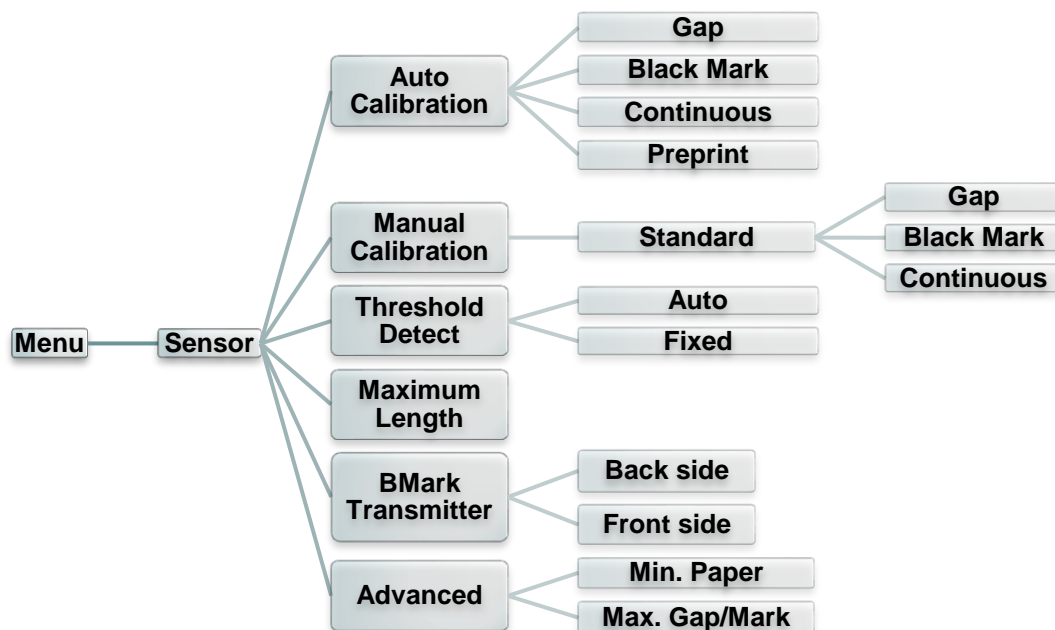 Menu
Sensor
Auto
Calibration
Gap
Black Mark
Continuous
Preprint
Manual
Calibration
Standard
Gap
Black Mark
Continuous
Threshold
Detect
Auto
Fixed
Maximum
Length
BMark
Transmitter
Back side
Front side
Advanced
Min. Paper
Max. Gap/Mark